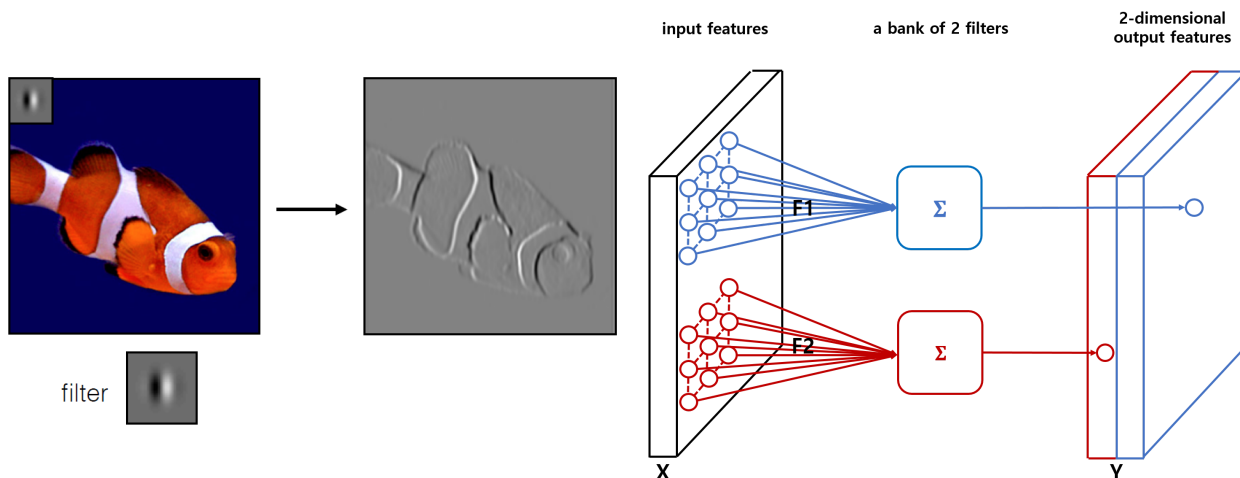 filter
input features
a bank of 2 filters
2-dimensional
output features
F1
Σ
F2
Σ
X
Y